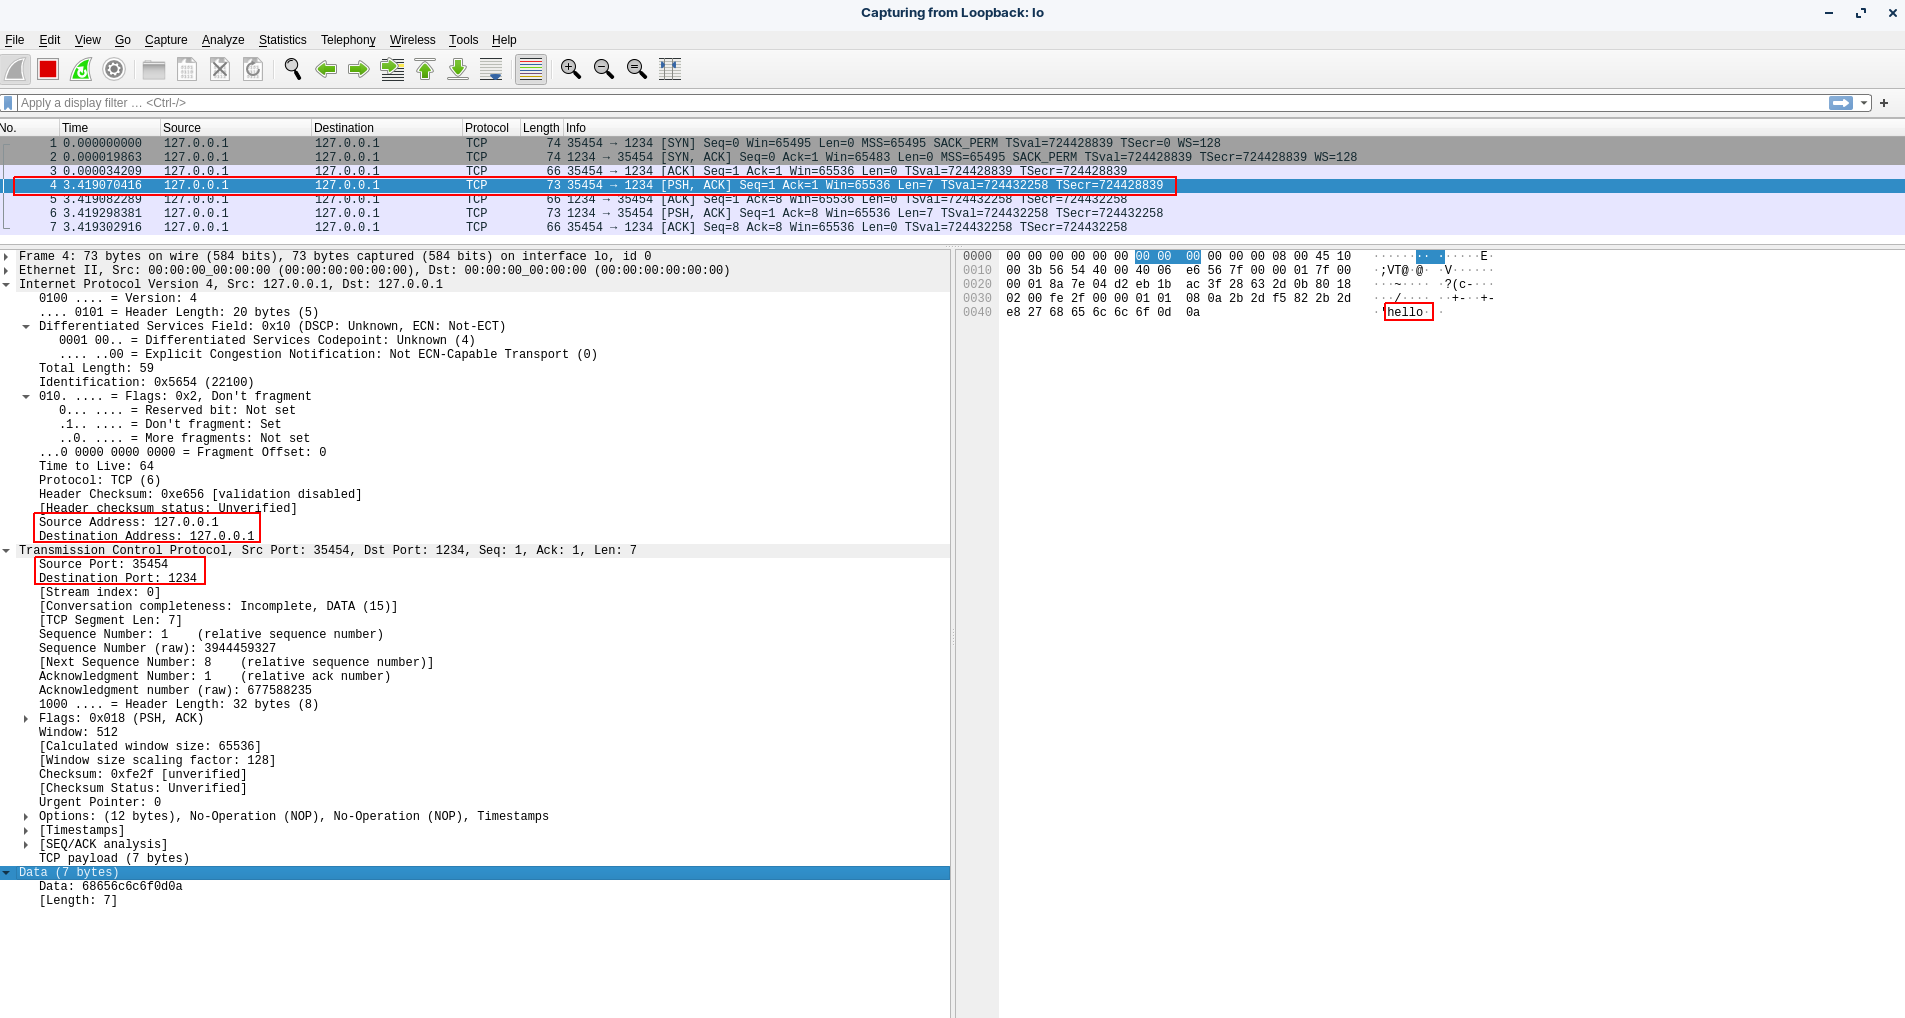 Capturing from Loopback: lo
File Edit View Go Capture Analyze Statistics Telephony Wireless Tools Help
Apply a display filter … <Ctrl-/>
No. Time Source Destination Protocol Length Info
1 0.000000000 127.0.0.1 127.0.0.1 TCP 74 35454 → 1234 [SYN] Seq=0 Win=65495 Len=0 MSS=65495 SACK_PERM TSval=724428839 TSecr=0 WS=128
2 0.000019863 127.0.0.1 127.0.0.1 TCP 74 1234 → 35454 [SYN, ACK] Seq=0 Ack=1 Win=65483 Len=0 MSS=65495 SACK_PERM TSval=724428839 TSecr=724428839 WS=128
3 0.000034209 127.0.0.1 127.0.0.1 TCP 66 35454 → 1234 [ACK] Seq=1 Ack=1 Win=65536 Len=0 TSval=724428839 TSecr=724428839
4 3.419070416 127.0.0.1 127.0.0.1 TCP 73 35454 → 1234 [PSH, ACK] Seq=1 Ack=1 Win=65536 Len=7 TSval=724432258 TSecr=724428839
5 3.419082289 127.0.0.1 127.0.0.1 TCP 66 1234 → 35454 [ACK] Seq=1 Ack=8 Win=65536 Len=0 TSval=724432258 TSecr=724432258
6 3.419298381 127.0.0.1 127.0.0.1 TCP 73 1234 → 35454 [PSH, ACK] Seq=1 Ack=8 Win=65536 Len=7 TSval=724432258 TSecr=724432258
7 3.419302916 127.0.0.1 127.0.0.1 TCP 66 35454 → 1234 [ACK] Seq=8 Ack=8 Win=65536 Len=0 TSval=724432258 TSecr=724432258
Frame 4: 73 bytes on wire (584 bits), 73 bytes captured (584 bits) on interface lo, id 0
Ethernet II, Src: 00:00:00_00:00:00 (00:00:00:00:00:00), Dst: 00:00:00_00:00:00 (00:00:00:00:00:00)
Internet Protocol Version 4, Src: 127.0.0.1, Dst: 127.0.0.1
0100 .... = Version: 4
.... 0101 = Header Length: 20 bytes (5)
Differentiated Services Field: 0x10 (DSCP: Unknown, ECN: Not-ECT)
0001 00.. = Differentiated Services Codepoint: Unknown (4)
.... ..00 = Explicit Congestion Notification: Not ECN-Capable Transport (0)
Total Length: 59
Identification: 0x5654 (22100)
010. .... = Flags: 0x2, Don't fragment
0... .... = Reserved bit: Not set
.1.. .... = Don't fragment: Set
..0. .... = More fragments: Not set
...0 0000 0000 0000 = Fragment Offset: 0
Time to Live: 64
Protocol: TCP (6)
Header Checksum: 0xe656 [validation disabled]
[Header checksum status: Unverified]
Source Address: 127.0.0.1
Destination Address: 127.0.0.1
Transmission Control Protocol, Src Port: 35454, Dst Port: 1234, Seq: 1, Ack: 1, Len: 7
Source Port: 35454
Destination Port: 1234
[Stream index: 0]
[Conversation completeness: Incomplete, DATA (15)]
[TCP Segment Len: 7]
Sequence Number: 1 (relative sequence number)
Sequence Number (raw): 3944459327
[Next Sequence Number: 8 (relative sequence number)]
Acknowledgment Number: 1 (relative ack number)
Acknowledgment number (raw): 677588235
1000 .... = Header Length: 32 bytes (8)
Flags: 0x018 (PSH, ACK)
Window: 512
[Calculated window size: 65536]
[Window size scaling factor: 128]
Checksum: 0xfe2f [unverified]
[Checksum Status: Unverified]
Urgent Pointer: 0
Options: (12 bytes), No-Operation (NOP), No-Operation (NOP), Timestamps
[Timestamps]
[SEQ/ACK analysis]
TCP payload (7 bytes)
Data (7 bytes)
Data: 68656c6c6f0d0a
[Length: 7]
0000 00 00 00 00 00 00 00 00 00 00 00 00 08 00 45 10 ········ ······E·
0010 00 3b 56 54 40 00 40 06 e6 56 7f 00 00 01 7f 00 ·;VT@·@· ·V······
0020 00 01 8a 7e 04 d2 eb 1b ac 3f 28 63 2d 0b 80 18 ···~···· ·?(c-···
0030 02 00 fe 2f 00 00 01 01 08 0a 2b 2d f5 82 2b 2d ···/···· ··+-··+-
0040 e8 27 68 65 6c 6c 6f 0d 0a ·'hello· ·